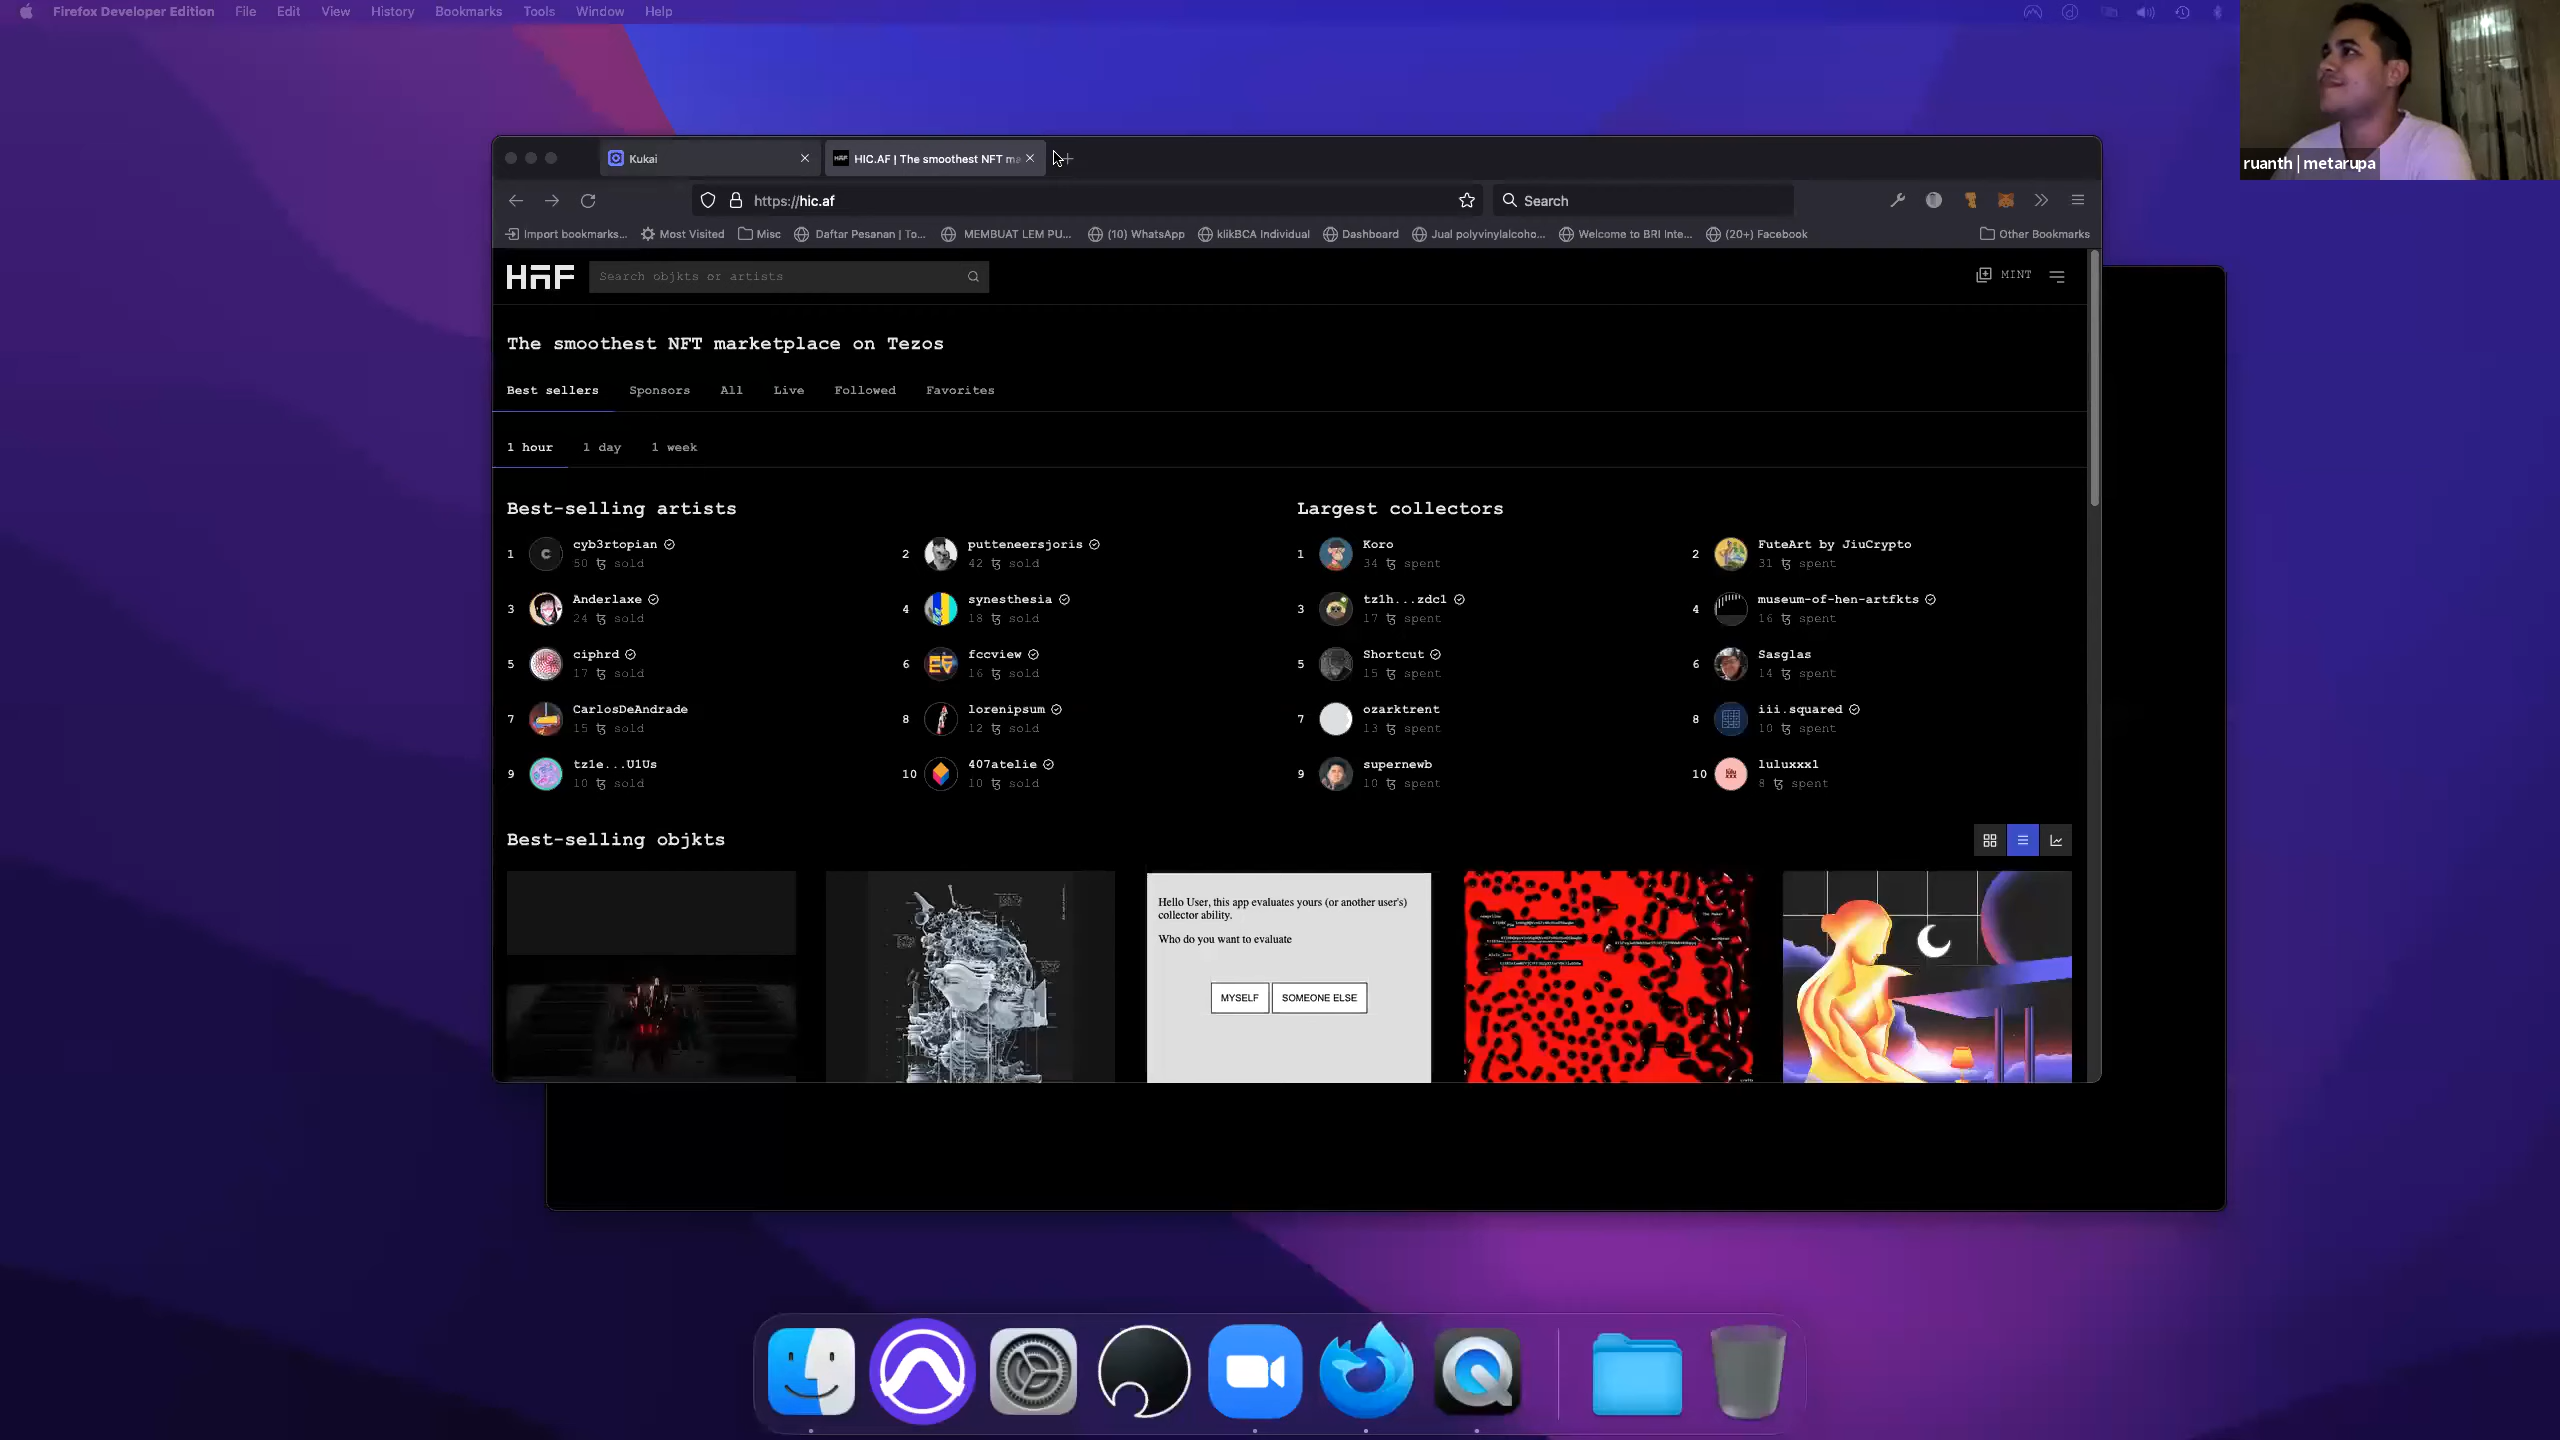 Firefox Developer Edition File Edit View History Bookmarks Tools Window Help
ruanth | metarupa
Kukai
HIC.AF | The smoothest NFT ma
https://hic.af
Search
Import bookmarks... Most Visited Misc Daftar Pesanan | To... MEMBUAT LEM PU... (10) WhatsApp klikBCA Individual Dashboard Jual polyvinylalcoho... Welcome to BRI Inte... (20+) Facebook Other Bookmarks
Search objkts or artists
MINT
The smoothest NFT marketplace on Tezos
Best sellers Sponsors All Live Followed Favorites
1 hour 1 day 1 week
Best-selling artists
1 cyb3rtopian
50 ꜩ sold
2 putteneersjoris
42 ꜩ sold
3 Anderlaxe
24 ꜩ sold
4 synesthesia
18 ꜩ sold
5 ciphrd
17 ꜩ sold
6 fccview
16 ꜩ sold
7 CarlosDeAndrade
15 ꜩ sold
8 lorenipsum
12 ꜩ sold
9 tz1e...U1Us
10 ꜩ sold
10 407atelie
10 ꜩ sold
Largest collectors
1 Koro
34 ꜩ spent
2 FuteArt by JiuCrypto
31 ꜩ spent
3 tz1h...zdc1
17 ꜩ spent
4 museum-of-hen-artfkts
16 ꜩ spent
5 Shortcut
15 ꜩ spent
6 Sasglas
14 ꜩ spent
7 ozarktrent
13 ꜩ spent
8 iii.squared
10 ꜩ spent
9 supernewb
10 ꜩ spent
10 luluxxx1
8 ꜩ spent
Best-selling objkts
Hello User, this app evaluates yours (or another user's)
collector ability.
Who do you want to evaluate
MYSELF SOMEONE ELSE